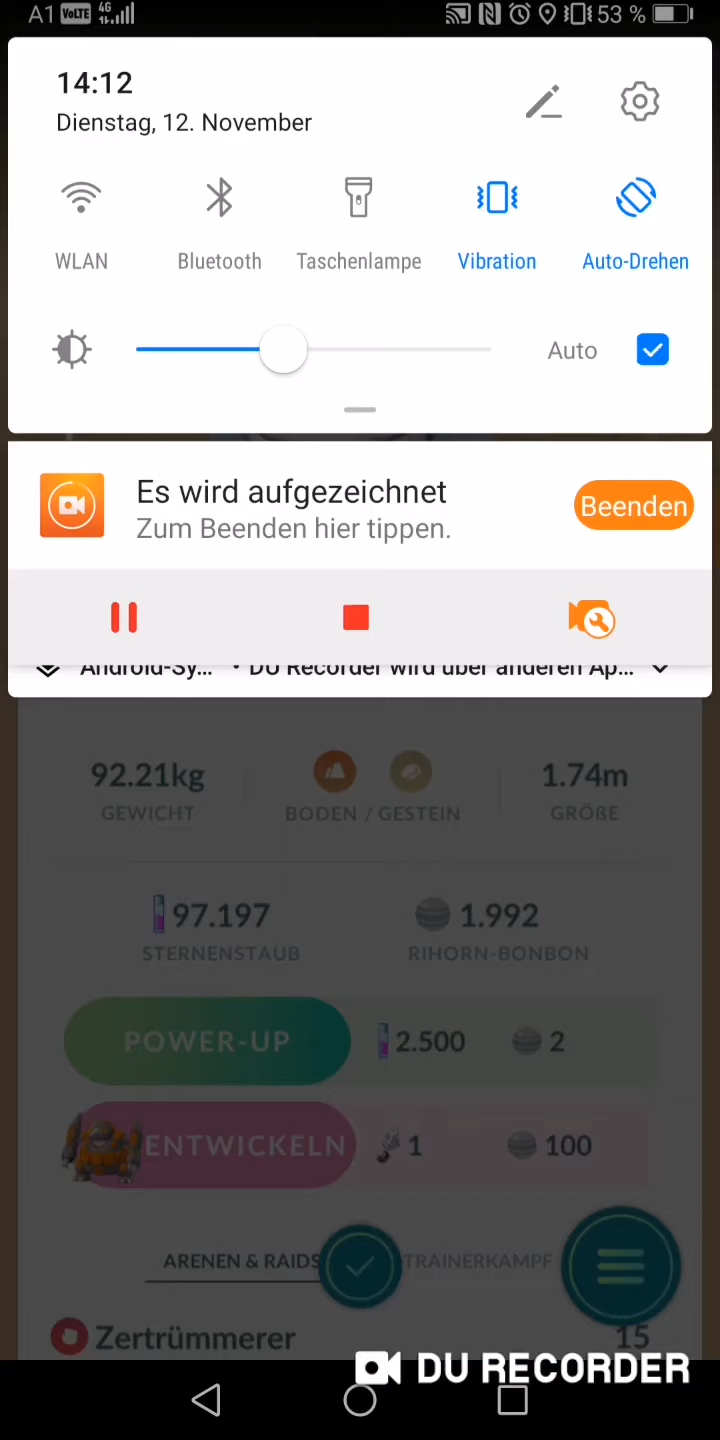 A1 VoLTE 4G 53 %
14:12
Dienstag, 12. November
WLAN Bluetooth Taschenlampe Vibration Auto-Drehen
Auto
Es wird aufgezeichnet
Zum Beenden hier tippen.
Beenden
Android-Sy... • DU Recorder wird über anderen Ap...
92.21kg 1.74m
GEWICHT BODEN / GESTEIN GRÖßE
97.197 1.992
STERNENSTAUB RIHORN-BONBON
POWER-UP 2.500 2
ENTWICKELN 1 100
ARENEN & RAIDS TRAINERKAMPF
Zertrümmerer 15
DU RECORDER